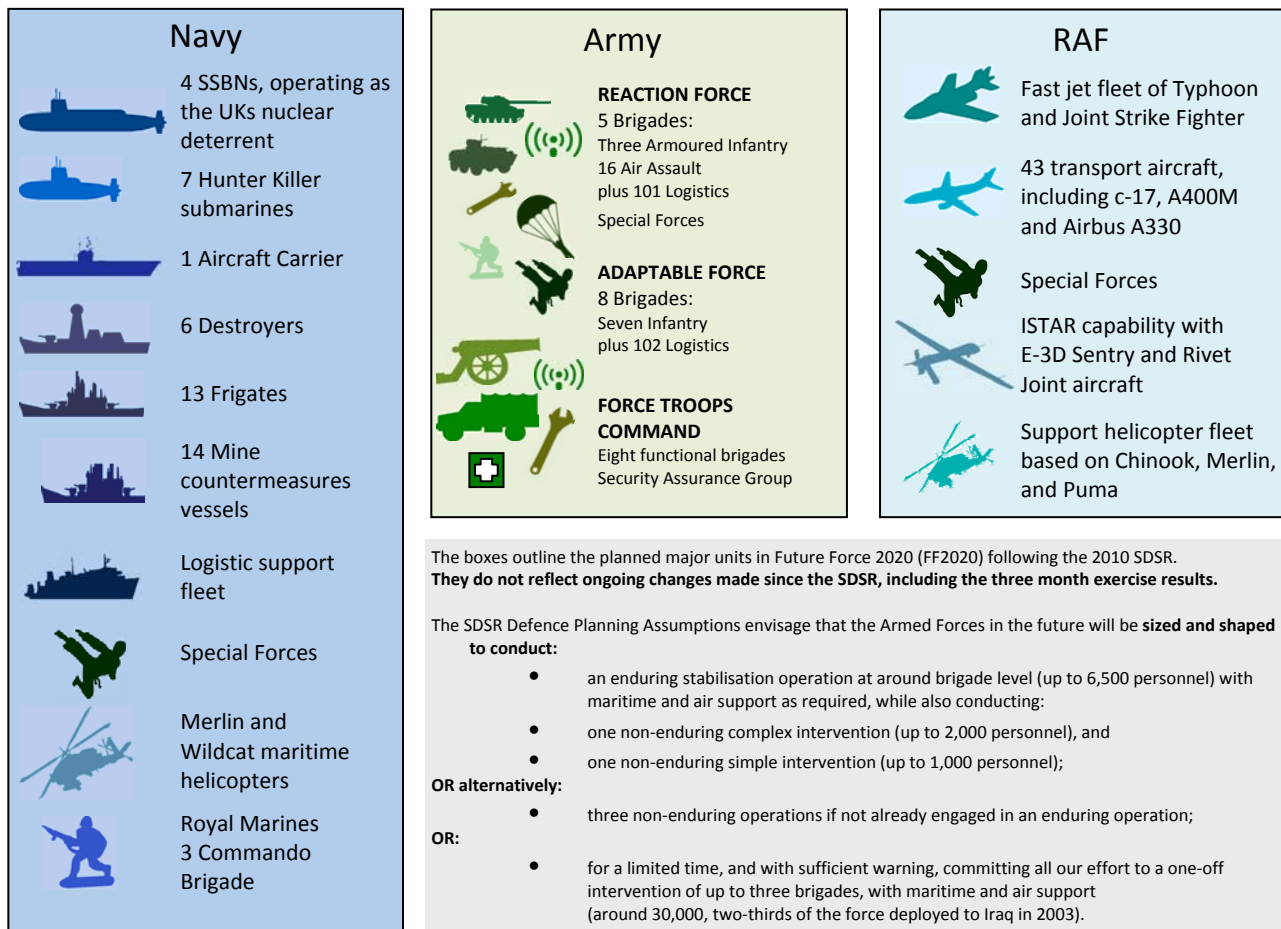 Navy
4 SSBNs, operating as
the UKs nuclear
deterrent
7 Hunter Killer
submarines
1 Aircraft Carrier
6 Destroyers
13 Frigates
14 Mine
countermeasures
vessels
Logistic support
fleet
Special Forces
Merlin and
Wildcat maritime
helicopters
Royal Marines
3 Commando
Brigade
Army
REACTION FORCE
5 Brigades:
Three Armoured Infantry
16 Air Assault
plus 101 Logistics
Special Forces
ADAPTABLE FORCE
8 Brigades:
Seven Infantry
plus 102 Logistics
FORCE TROOPS
COMMAND
Eight functional brigades
Security Assurance Group
RAF
Fast jet fleet of Typhoon
and Joint Strike Fighter
43 transport aircraft,
including c-17, A400M
and Airbus A330
Special Forces
ISTAR capability with
E-3D Sentry and Rivet
Joint aircraft
Support helicopter fleet
based on Chinook, Merlin,
and Puma
The boxes outline the planned major units in Future Force 2020 (FF2020) following the 2010 SDSR.
They do not reflect ongoing changes made since the SDSR, including the three month exercise results.
The SDSR Defence Planning Assumptions envisage that the Armed Forces in the future will be sized and shaped
to conduct:
● an enduring stabilisation operation at around brigade level (up to 6,500 personnel) with
maritime and air support as required, while also conducting:
● one non-enduring complex intervention (up to 2,000 personnel), and
● one non-enduring simple intervention (up to 1,000 personnel);
OR alternatively:
● three non-enduring operations if not already engaged in an enduring operation;
OR:
● for a limited time, and with sufficient warning, committing all our effort to a one-off
intervention of up to three brigades, with maritime and air support
(around 30,000, two-thirds of the force deployed to Iraq in 2003).